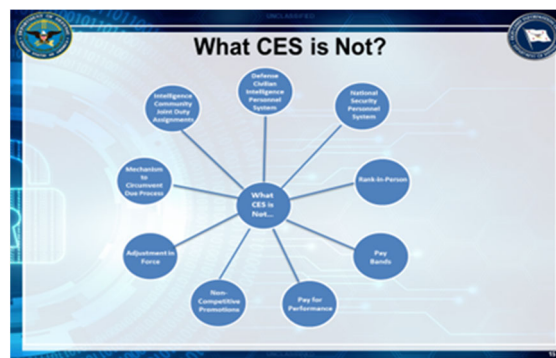 UNCLASSIFIED
What CES is Not?
Defense
Civilian
Intelligence
Personnel
System
Intelligence
Community
Joint Duty
Assignments
National
Security
Personnel
System
Mechanism
to
Circumvent
Due Process
Rank-in-Person
What
CES is
Not...
Adjustment in
Force
Pay
Bands
Non-
Competitive
Promotions
Pay for
Performance